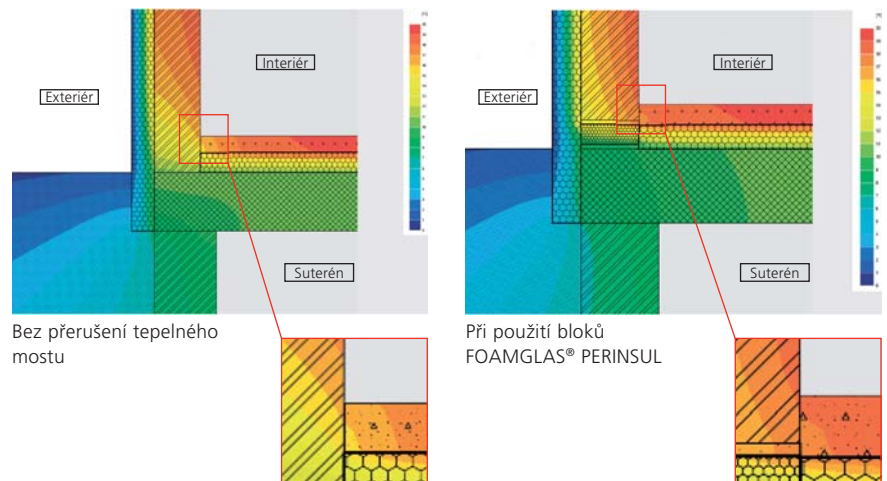 Exteriér
Interiér
Suterén
Bez přerušení tepelného
mostu
Exteriér
Interiér
Suterén
Při použití bloků
FOAMGLAS® PERINSUL